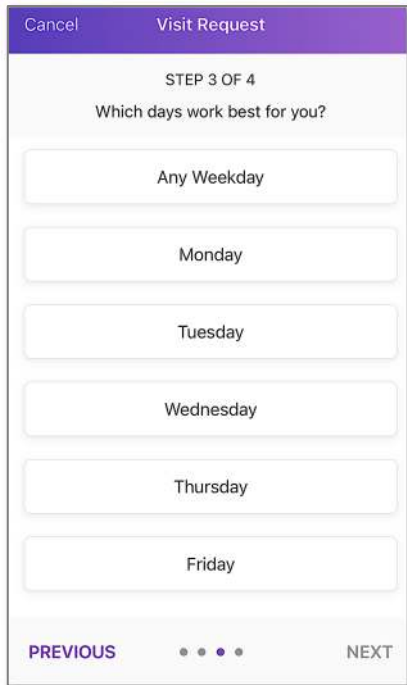 Cancel Visit Request
STEP 3 OF 4
Which days work best for you?
Any Weekday
Monday
Tuesday
Wednesday
Thursday
Friday
PREVIOUS NEXT